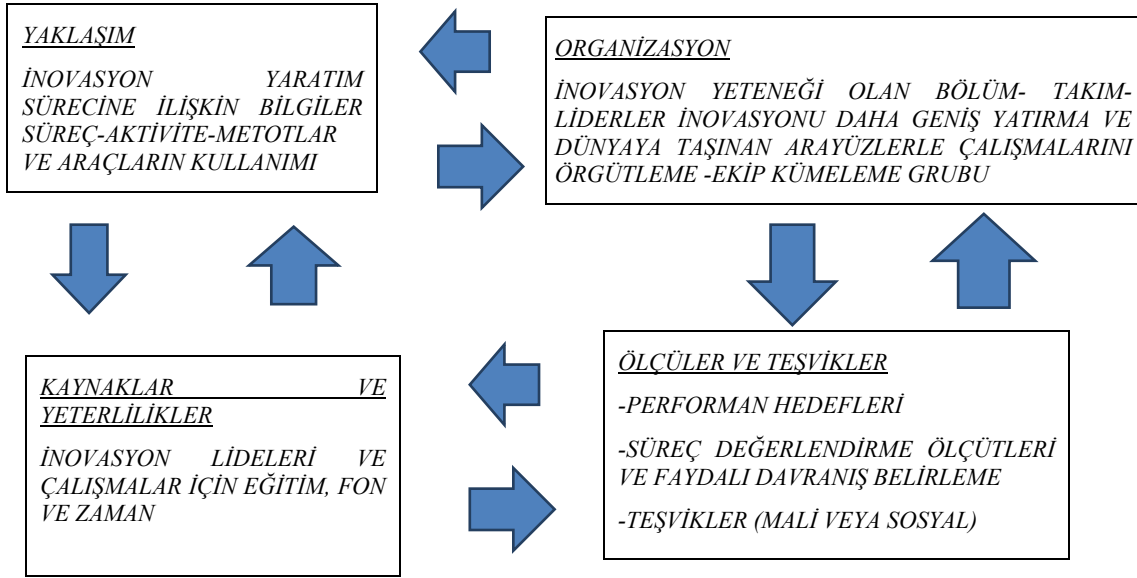 YAKLAŞIM
İNOVASYON YARATIM
SÜRECİNE İLİŞKİN BİLGİLER
SÜREÇ-AKTİVİTE-METOTLAR
VE ARAÇLARIN KULLANIMI
ORGANİZASYON
İNOVASYON YETENEĞİ OLAN BÖLÜM- TAKIM-
LİDERLER İNOVASYONU DAHA GENİŞ YATIRMA VE
DÜNYAYA TAŞINAN ARAYÜZLERLE ÇALIŞMALARINI
ÖRGÜTLEME -EKİP KÜMELEME GRUBU
KAYNAKLAR VE
YETERLİLİKLER
İNOVASYON LİDELERİ VE
ÇALIŞMALAR İÇİN EĞİTİM, FON
VE ZAMAN
ÖLÇÜLER VE TEŞVİKLER
-PERFORMAN HEDEFLERİ
-SÜREÇ DEĞERLENDİRME ÖLÇÜTLERİ
VE FAYDALI DAVRANIŞ BELİRLEME
-TEŞVİKLER (MALİ VEYA SOSYAL)